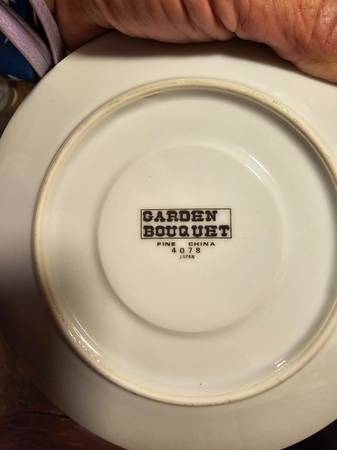 GARDEN
BOUQUET
FINE CHINA
4078
JAPAN